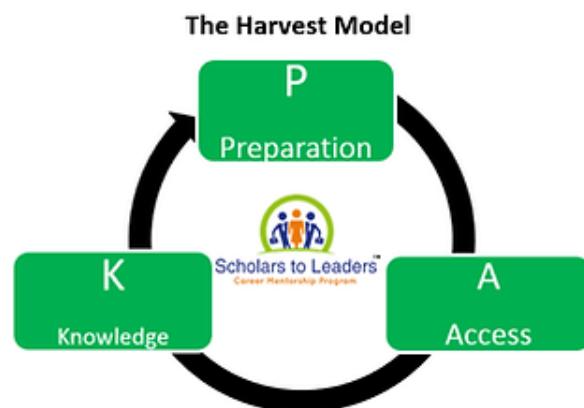 The Harvest Model
P
Preparation
Scholars to Leaders™
Career Mentorship Program
K
Knowledge
A
Access